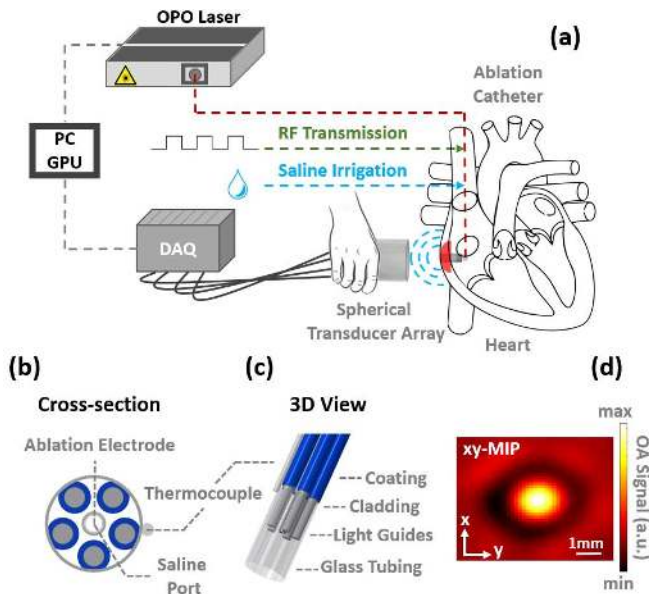 OPO Laser
(a)
Ablation
Catheter
PC
GPU
RF Transmission
Saline Irrigation
DAQ
Spherical
Transducer Array
Heart
(b)
(c)
(d)
Cross-section
3D View
Ablation Electrode
Thermocouple
Saline
Port
Coating
Cladding
Light Guides
Glass Tubing
xy-MIP
x
y
1mm
max
OA Signal (a.u.)
min